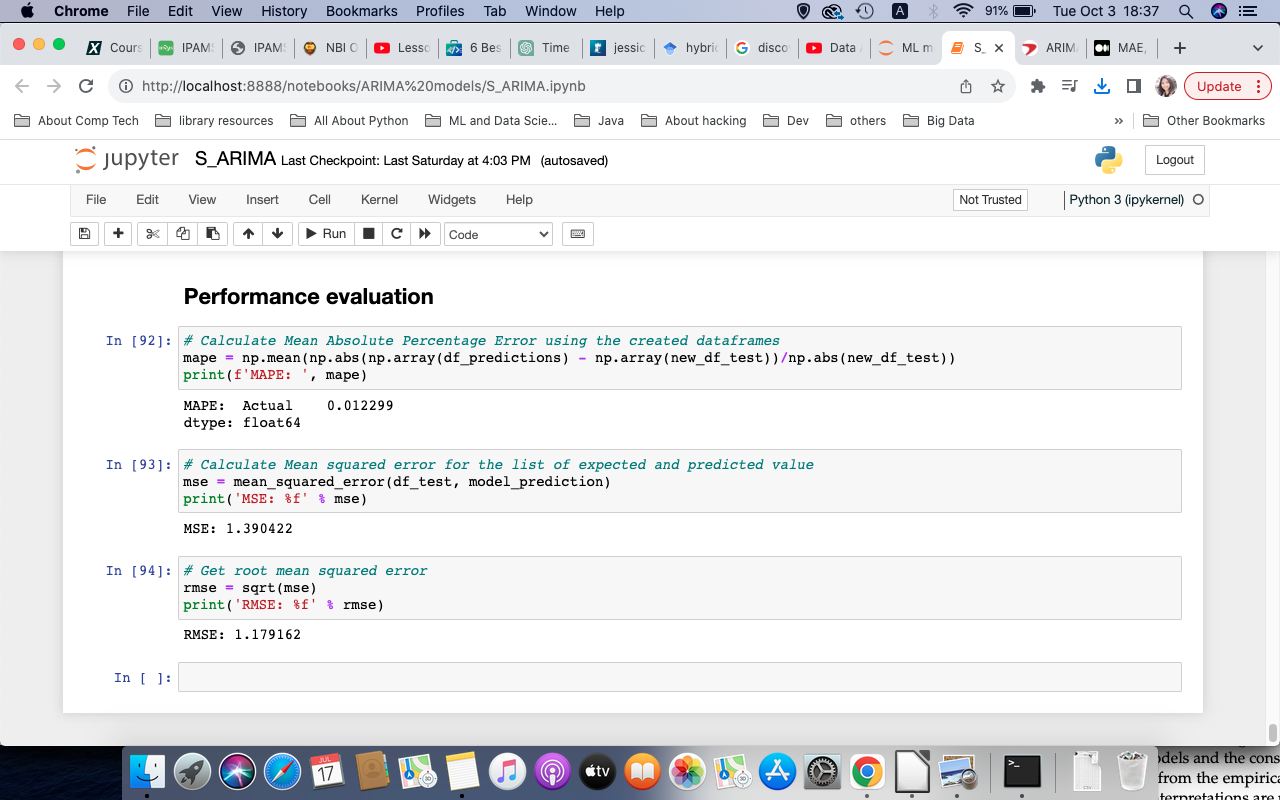 Chrome File Edit View History Bookmarks Profiles Tab Window Help A 91% Tue Oct 3 18:37
Cours IPAMS IPAMS NBI O Lesso 6 Bes Time jessic hybric disco Data ML m S_ ARIMA MAE,
http://localhost:8888/notebooks/ARIMA%20models/S_ARIMA.ipynb Update
About Comp Tech library resources All About Python ML and Data Scie... Java About hacking Dev others Big Data » Other Bookmarks
jupyter S_ARIMA Last Checkpoint: Last Saturday at 4:03 PM (autosaved) Logout
File Edit View Insert Cell Kernel Widgets Help Not Trusted Python 3 (ipykernel)
Run Code
Performance evaluation
In [92]: # Calculate Mean Absolute Percentage Error using the created dataframes
mape = np.mean(np.abs(np.array(df_predictions) - np.array(new_df_test))/np.abs(new_df_test))
print(f'MAPE: ', mape)
MAPE:  Actual    0.012299
dtype: float64
In [93]: # Calculate Mean squared error for the list of expected and predicted value
mse = mean_squared_error(df_test, model_prediction)
print('MSE: %f' % mse)
MSE: 1.390422
In [94]: # Get root mean squared error
rmse = sqrt(mse)
print('RMSE: %f' % rmse)
RMSE: 1.179162
In [ ]:
JUL
17
tv
odels and the cons
from the empirica